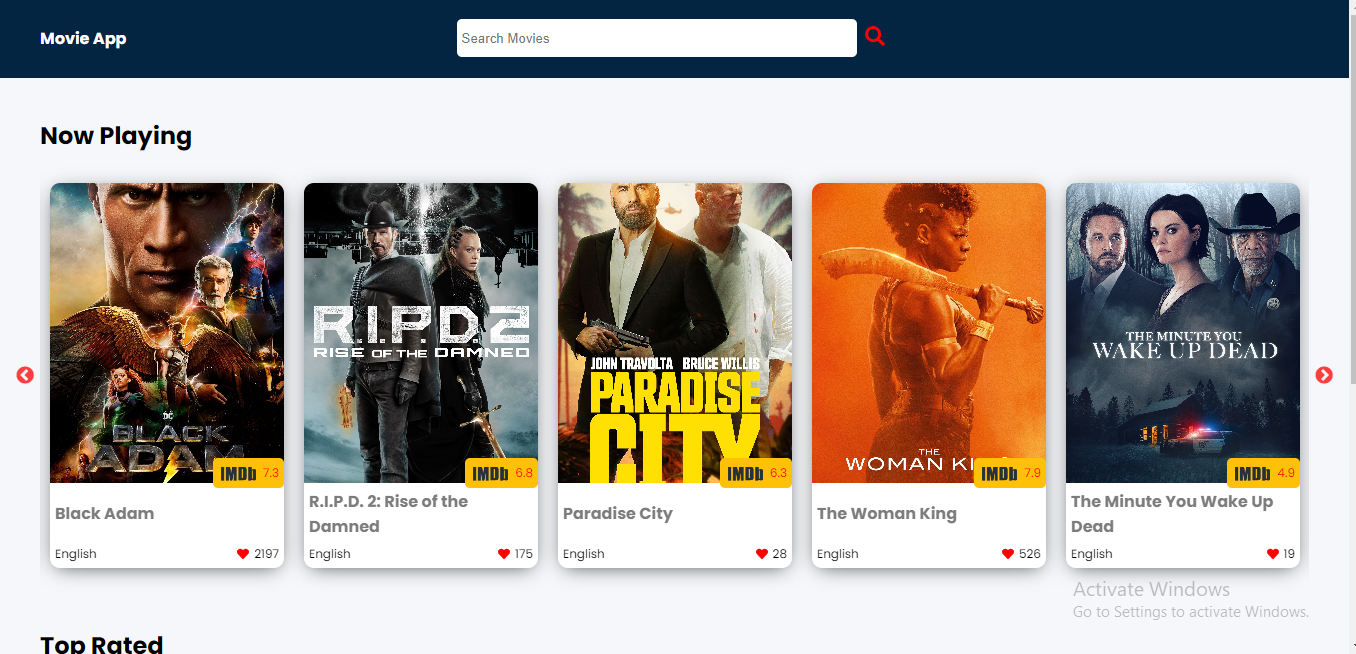 Movie App
Search Movies
Now Playing
DC
BLACK
ADAM
IMDb 7.3
Black Adam
English
2197
R.I.P.D.2
RISE OF THE DAMNED
IMDb 6.8
R.I.P.D. 2: Rise of the
Damned
English
175
JOHN TRAVOLTA BRUCE WILLIS
PARADISE
CITY
IMDb 6.3
Paradise City
English
28
THE
WOMAN KI
IMDb 7.9
The Woman King
English
526
THE MINUTE YOU
WAKE UP DEAD
IMDb 4.9
The Minute You Wake Up
Dead
English
19
Activate Windows
Go to Settings to activate Windows.
Top Rated